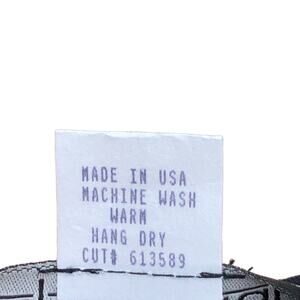 MADE IN USA
MACHINE WASH
WARM
HANG DRY
CUT# 613589